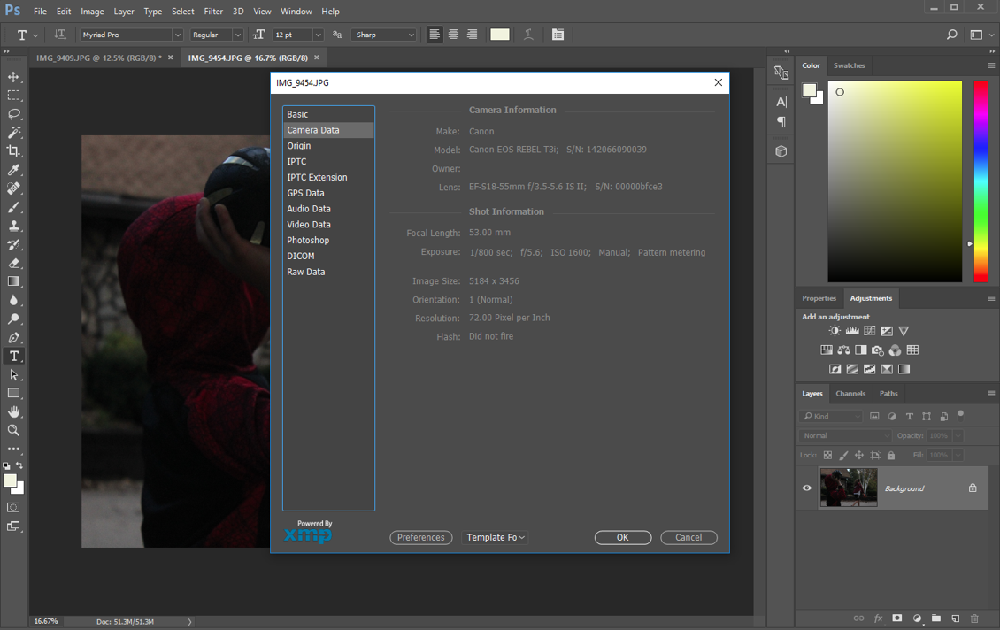 Ps File Edit Image Layer Type Select Filter 3D View Window Help
T Myriad Pro Regular 12 pt aa Sharp
IMG_9409.JPG @ 12.5% (RGB/8) * × IMG_9454.JPG @ 16.7% (RGB/8) ×
IMG_9454.JPG
Basic
Camera Data
Origin
IPTC
IPTC Extension
GPS Data
Audio Data
Video Data
Photoshop
DICOM
Raw Data
Camera Information
Make: Canon
Model: Canon EOS REBEL T3i; S/N: 142066090039
Owner:
Lens: EF-S18-55mm f/3.5-5.6 IS II; S/N: 00000bfce3
Shot Information
Focal Length: 53.00 mm
Exposure: 1/800 sec; f/5.6; ISO 1600; Manual; Pattern metering
Image Size: 5184 x 3456
Orientation: 1 (Normal)
Resolution: 72.00 Pixel per Inch
Flash: Did not fire
Powered By
xmp
Preferences Template Fo OK Cancel
Color Swatches
Properties Adjustments
Add an adjustment
Layers Channels Paths
Kind
Normal Opacity: 100%
Lock: Fill: 100%
Background
fx
16.67% Doc: 51.3M/51.3M